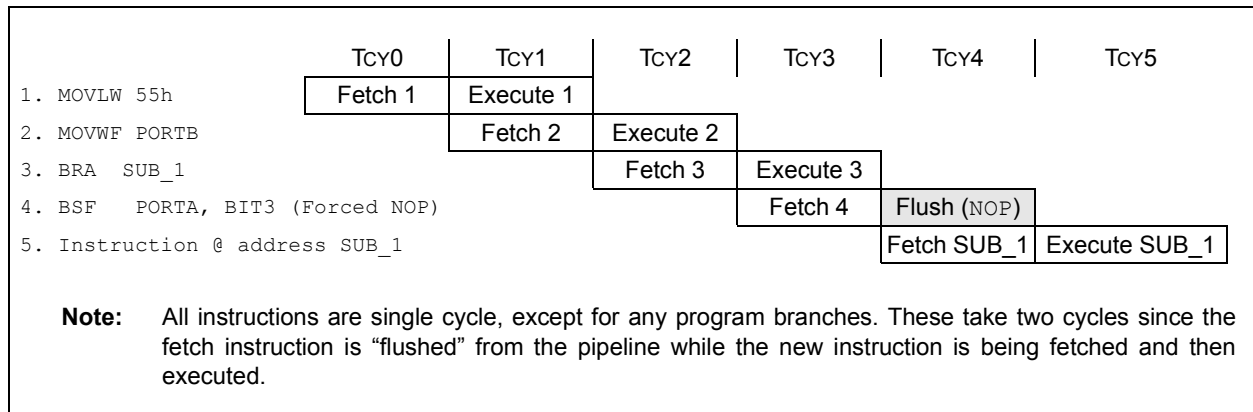 TCY0 TCY1 TCY2 TCY3 TCY4 TCY5
1. MOVLW 55h Fetch 1 Execute 1
2. MOVWF PORTB Fetch 2 Execute 2
3. BRA SUB_1 Fetch 3 Execute 3
4. BSF PORTA, BIT3 (Forced NOP) Fetch 4 Flush (NOP)
5. Instruction @ address SUB_1 Fetch SUB_1 Execute SUB_1
Note: All instructions are single cycle, except for any program branches. These take two cycles since the
fetch instruction is “flushed” from the pipeline while the new instruction is being fetched and then
executed.